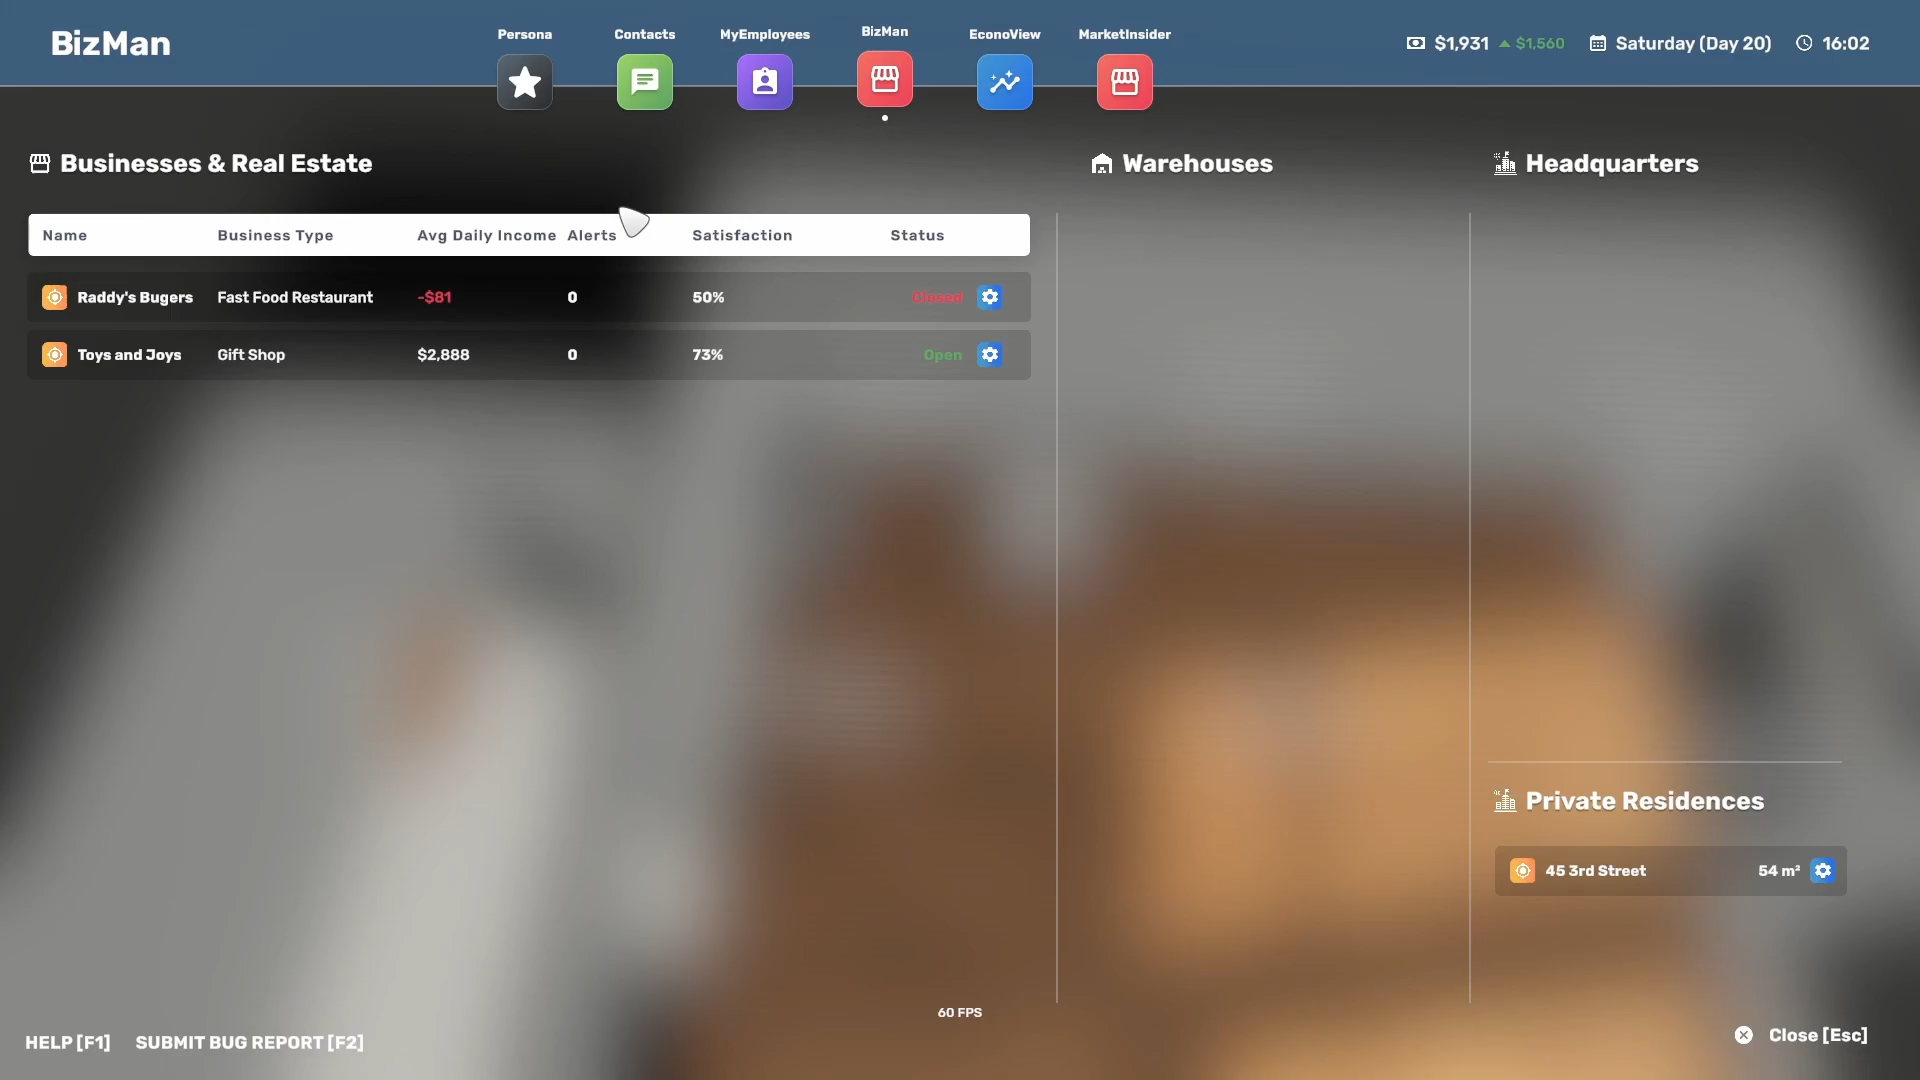 BizMan
Persona
Contacts
MyEmployees
BizMan
EconoView
MarketInsider
$1,931 $1,560 Saturday (Day 20) 16:02
Businesses & Real Estate
Warehouses
Headquarters
Name Business Type Avg Daily Income Alerts Satisfaction Status
Raddy's Bugers Fast Food Restaurant -$81 0 50% Closed
Toys and Joys Gift Shop $2,888 0 73% Open
Private Residences
45 3rd Street 54 m²
60 FPS
HELP [F1] SUBMIT BUG REPORT [F2]
Close [Esc]